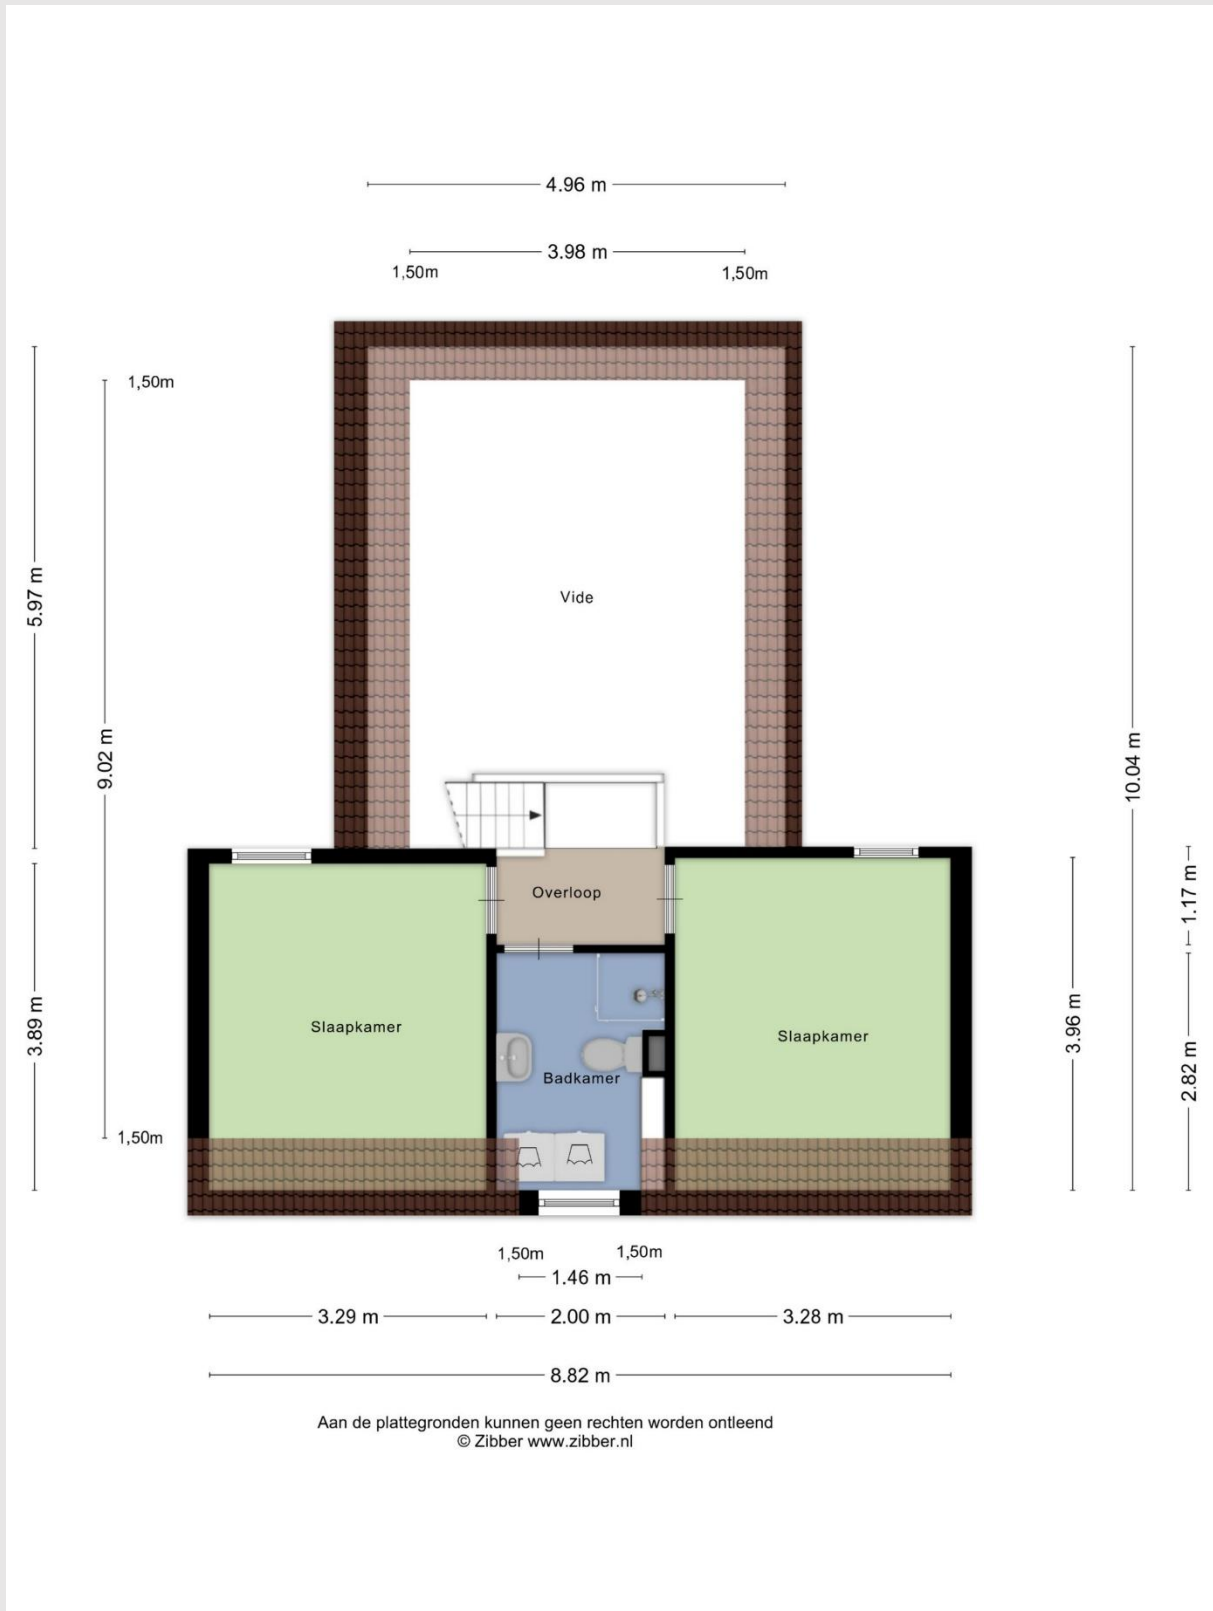 4.96 m
3.98 m
1,50m
1,50m
1,50m
5.97 m
9.02 m
10.04 m
Vide
Overloop
1.17 m
3.89 m
Slaapkamer
Slaapkamer
3.96 m
2.82 m
Badkamer
1,50m
1,50m
1,50m
1.46 m
3.29 m
2.00 m
3.28 m
8.82 m
Aan de plattegronden kunnen geen rechten worden ontleend
© Zibber www.zibber.nl